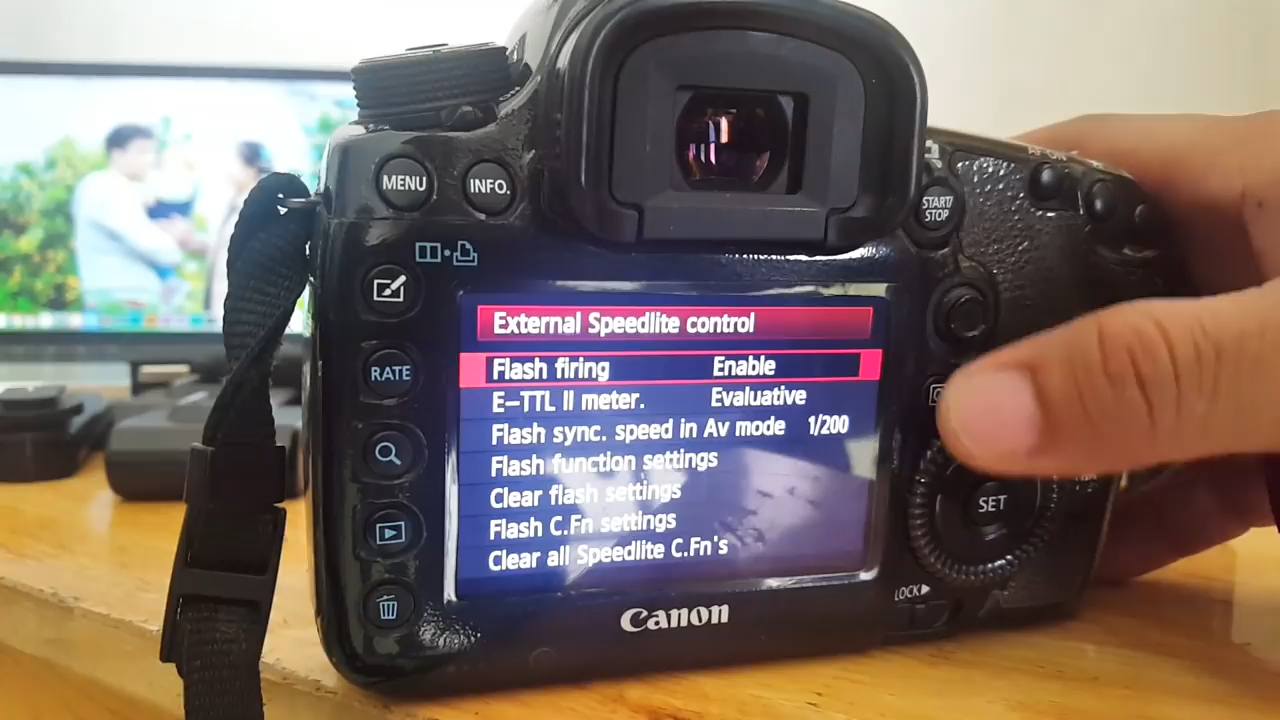 MENU
INFO.
START/
STOP
RATE
External Speedlite control
Flash firing Enable
E-TTL II meter. Evaluative
Flash sync. speed in Av mode 1/200
Flash function settings
Clear flash settings
Flash C.Fn settings
Clear all Speedlite C.Fn's
SET
LOCK▶
Canon